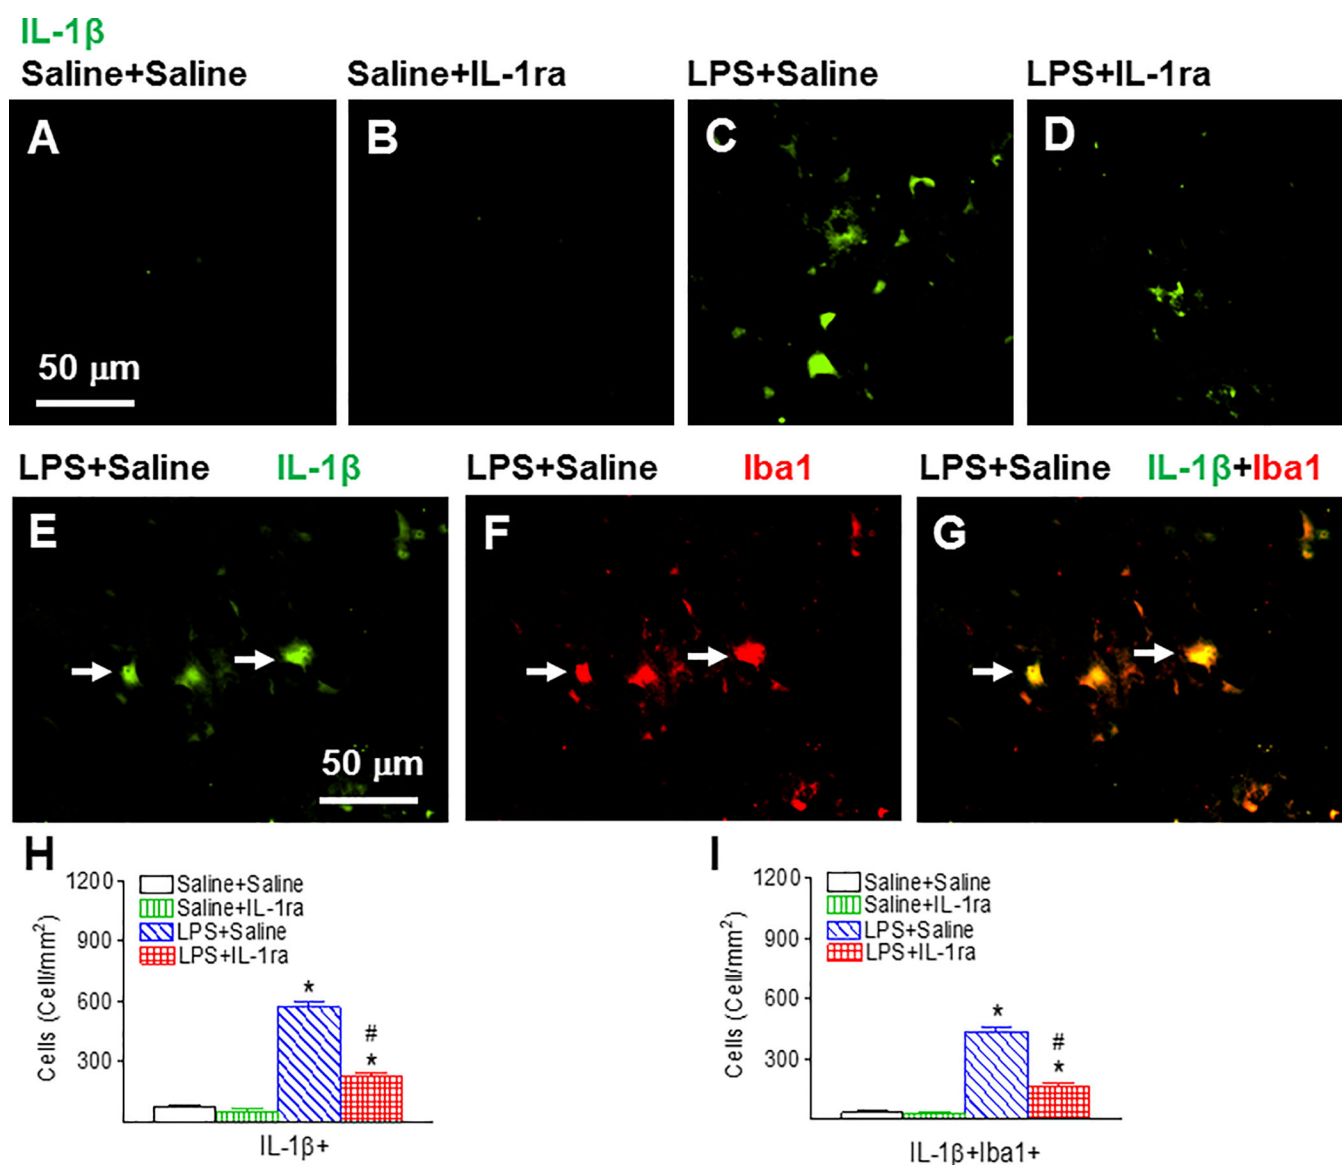 IL-1β
Saline+Saline Saline+IL-1ra LPS+Saline LPS+IL-1ra
A B C D
50 μm
LPS+Saline IL-1β LPS+Saline Iba1 LPS+Saline IL-1β+Iba1
E F G
50 μm
H
1200
900
600
300
Cells (Cell/mm²)
Saline+Saline
Saline+IL-1ra
LPS+Saline
LPS+IL-1ra
*
#
*
IL-1β+
I
1200
900
600
300
Cells (Cell/mm²)
Saline+Saline
Saline+IL-1ra
LPS+Saline
LPS+IL-1ra
*
#
*
IL-1β+Iba1+